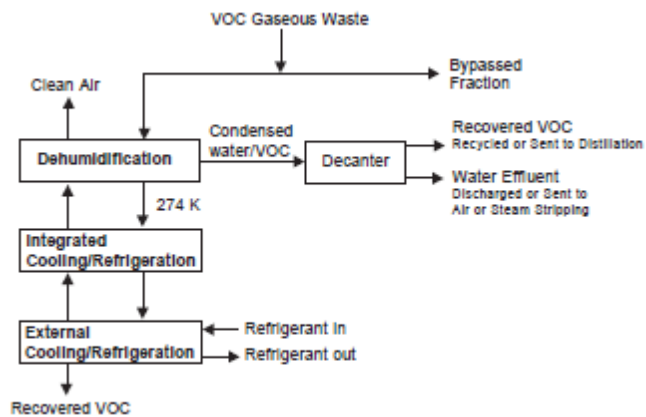 VOC Gaseous Waste
Clean Air
Bypassed
Fraction
Dehumidification
Condensed
water/VOC
Decanter
Recovered VOC
Recycled or Sent to Distillation
Water Effluent
Discharged or Sent to
Air or Steam Stripping
274 K
Integrated
Cooling/Refrigeration
External
Cooling/Refrigeration
Refrigerant in
Refrigerant out
Recovered VOC